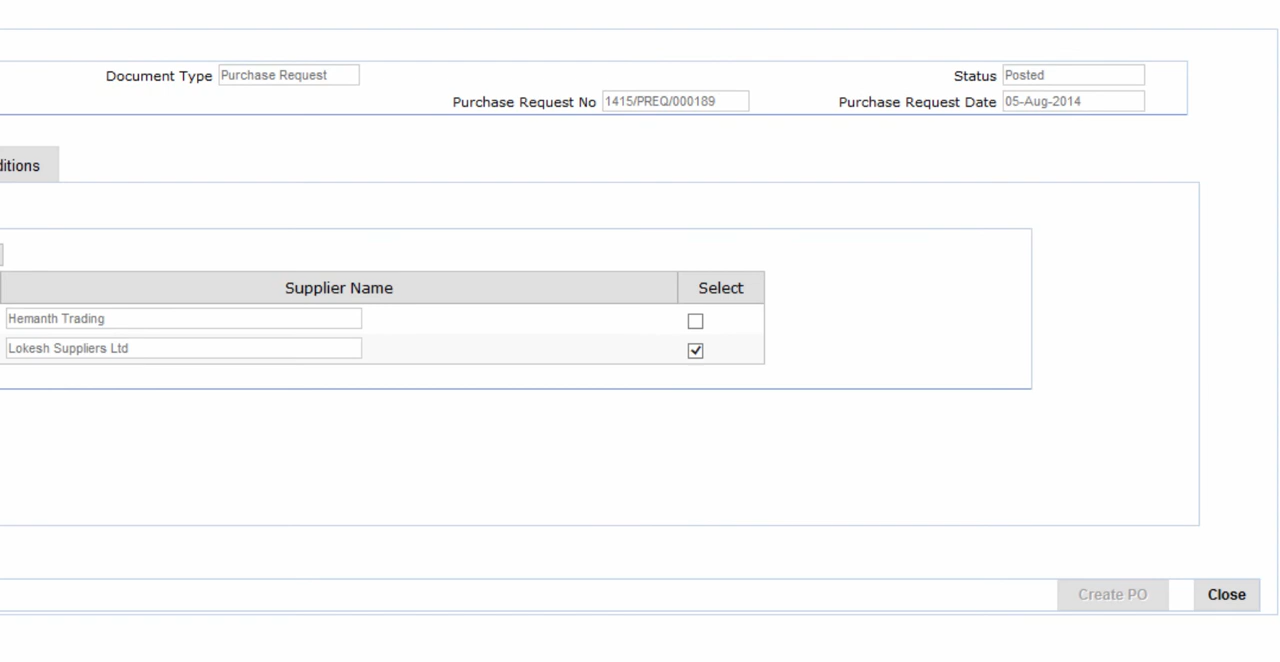 Document Type Purchase Request Status Posted
Purchase Request No 1415/PREQ/000189 Purchase Request Date 05-Aug-2014
ditions
Supplier Name Select
Hemanth Trading
Lokesh Suppliers Ltd
Create PO Close